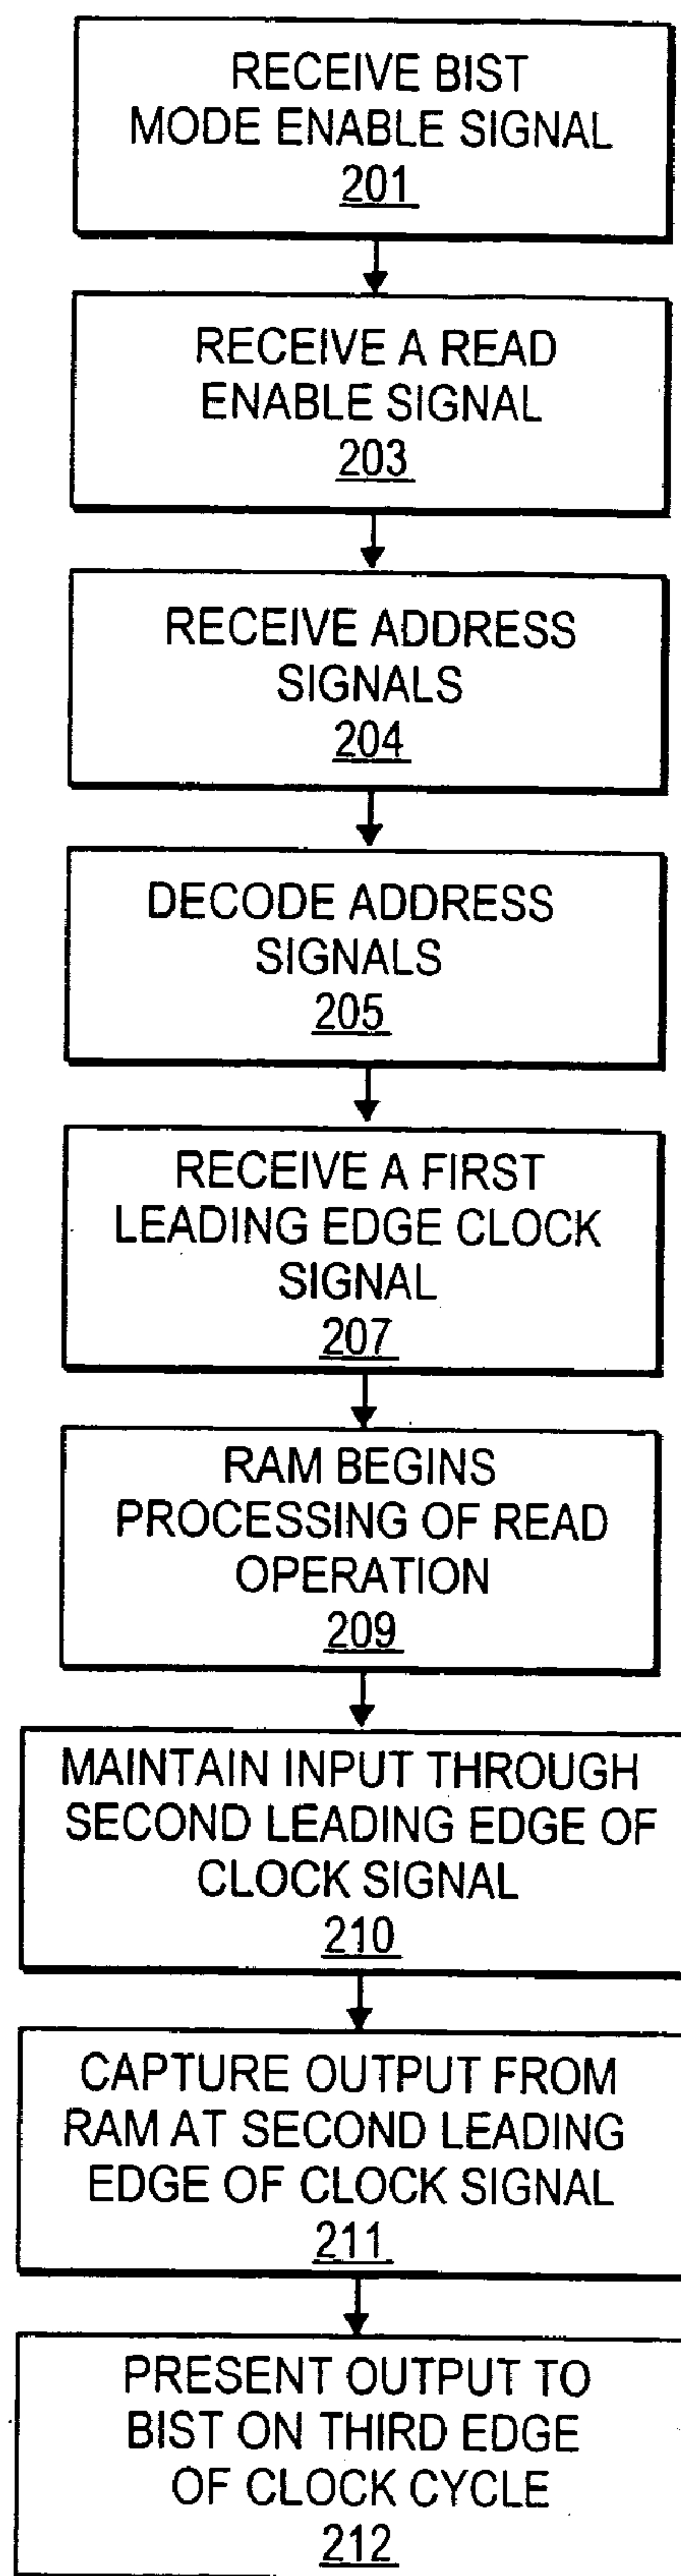 RECEIVE BIST
MODE ENABLE SIGNAL
201
RECEIVE A READ
ENABLE SIGNAL
203
RECEIVE ADDRESS
SIGNALS
204
DECODE ADDRESS
SIGNALS
205
RECEIVE A FIRST
LEADING EDGE CLOCK
SIGNAL
207
RAM BEGINS
PROCESSING OF READ
OPERATION
209
MAINTAIN INPUT THROUGH
SECOND LEADING EDGE OF
CLOCK SIGNAL
210
CAPTURE OUTPUT FROM
RAM AT SECOND LEADING
EDGE OF CLOCK SIGNAL
211
PRESENT OUTPUT TO
BIST ON THIRD EDGE
OF CLOCK CYCLE
212